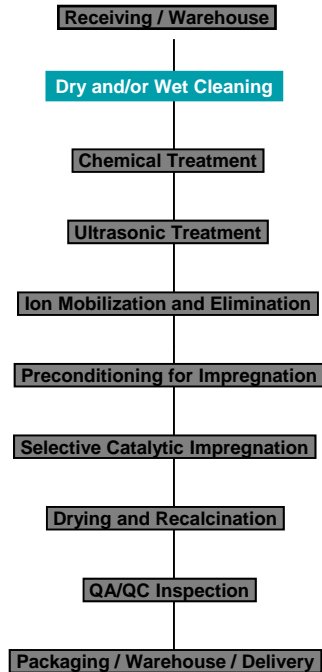 Receiving / Warehouse
Dry and/or Wet Cleaning
Chemical Treatment
Ultrasonic Treatment
Ion Mobilization and Elimination
Preconditioning for Impregnation
Selective Catalytic Impregnation
Drying and Recalcination
QA/QC Inspection
Packaging / Warehouse / Delivery